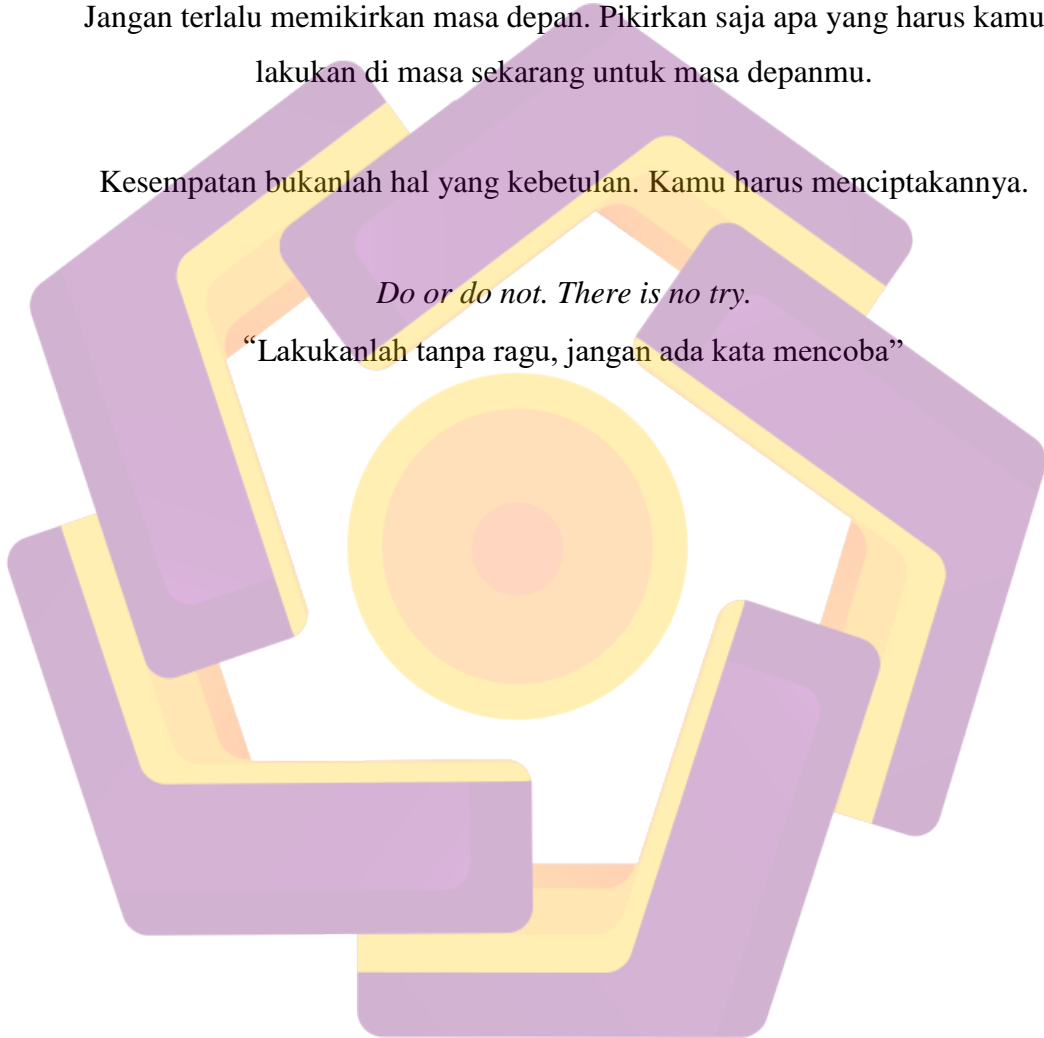 Jangan terlalu memikirkan masa depan. Pikirkan saja apa yang harus kamu
lakukan di masa sekarang untuk masa depanmu.
Kesempatan bukanlah hal yang kebetulan. Kamu harus menciptakannya.
Do or do not. There is no try.
“Lakukanlah tanpa ragu, jangan ada kata mencoba”